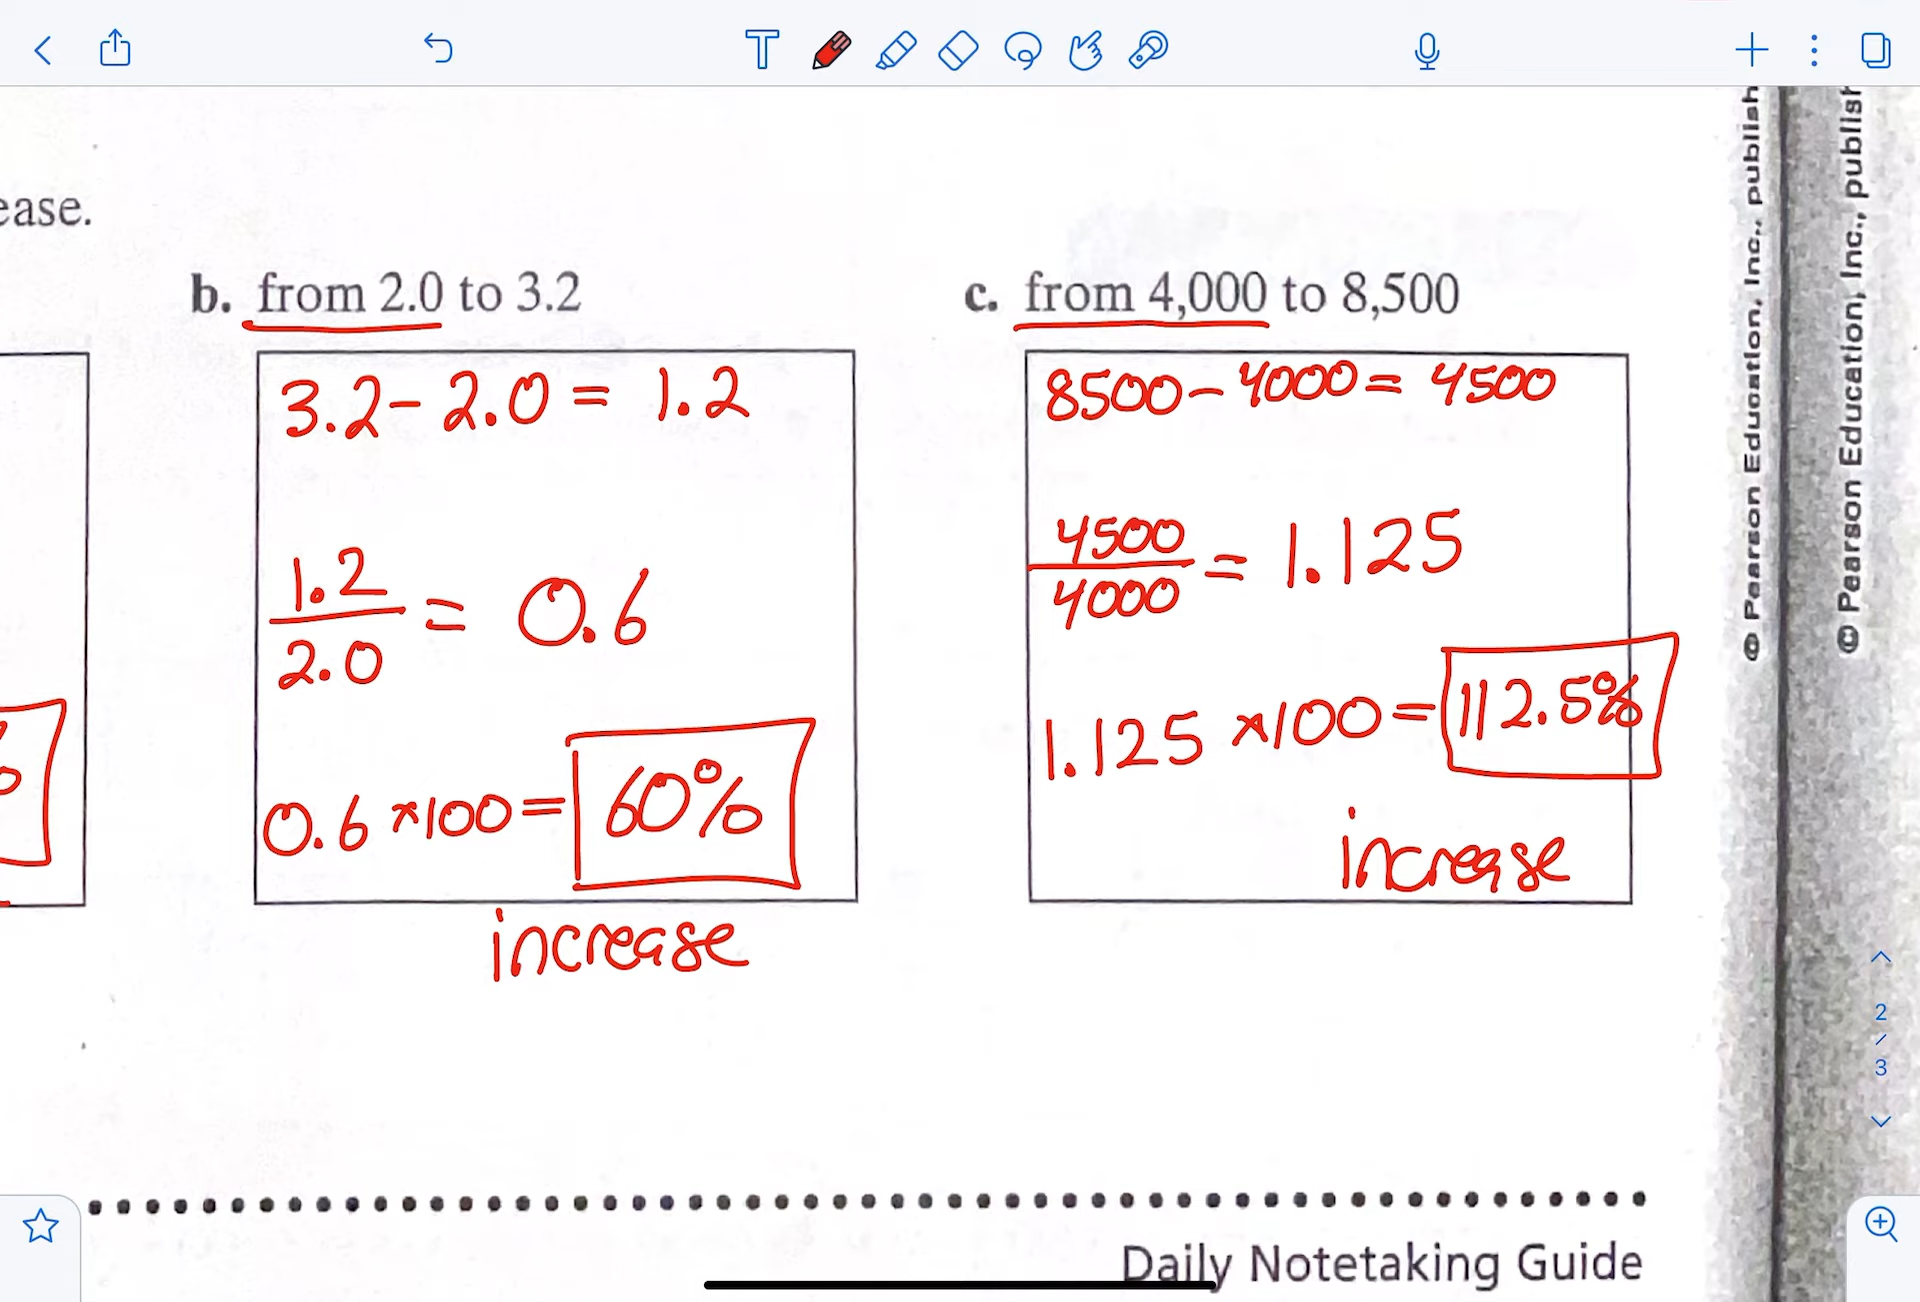 T
© Pearson Education, Inc., publish
© Pearson Education, Inc., publish
ease.
b. from 2.0 to 3.2
3.2 - 2.0 = 1.2
1.2
2.0
= 0.6
0.6 ×100 = 60%
increase
c. from 4,000 to 8,500
8500 - 4000 = 4500
4500
4000
= 1.125
1.125 ×100 = 112.5%
increase
2
/
3
Daily Notetaking Guide